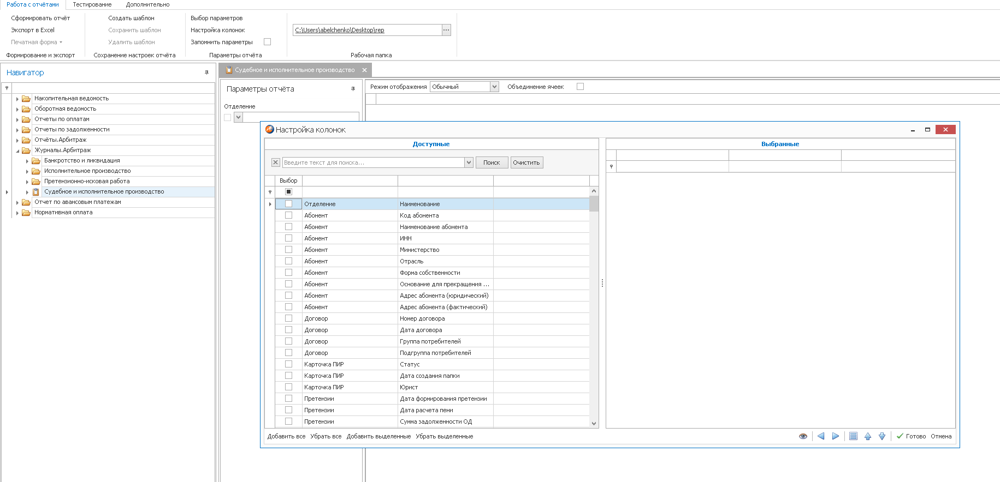 Работа с отчётами Тестирование Дополнительно
Сформировать отчёт Создать шаблон Выбор параметров
Экспорт в Excel Сохранить шаблон Настройка колонок C:\Users\abelchenko\Desktop\rep ...
Печатная форма Удалить шаблон Запомнить параметры
Формирование и экспорт Сохранение настроек отчёта Параметры отчёта Рабочая папка
Навигатор
Накопительная ведомость
Оборотная ведомость
Отчеты по оплатам
Отчеты по задолженности
Отчёты.Арбитраж
Журналы.Арбитраж
Банкротство и ликвидация
Исполнительное производство
Претензионно-исковая работа
Судебное и исполнительное производство
Отчет по авансовым платежам
Нормативная оплата
Судебное и исполнительное производство
Параметры отчёта
Отделение
Режим отображения Обычный Объединение ячеек
Настройка колонок
Доступные
Введите текст для поиска... Поиск Очистить
Выбор
Отделение Наименование
Абонент Код абонента
Абонент Наименование абонента
Абонент ИНН
Абонент Министерство
Абонент Отрасль
Абонент Форма собственности
Абонент Основание для прекращения ...
Абонент Адрес абонента (юридический)
Абонент Адрес абонента (фактический)
Договор Номер договора
Договор Дата договора
Договор Группа потребителей
Договор Подгруппа потребителей
Карточка ПИР Статус
Карточка ПИР Дата создания папки
Карточка ПИР Юрист
Претензии Дата формирования претензии
Претензии Дата расчета пени
Претензии Сумма задолженности ОД
Выбранные
Добавить все Убрать все Добавить выделенные Убрать выделенные Готово Отмена